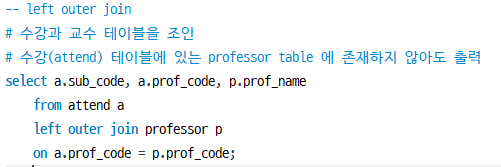 -- left outer join
# 수강과 교수 테이블을 조인
# 수강(attend) 테이블에 있는 professor table 에 존재하지 않아도 출력
select a.sub_code, a.prof_code, p.prof_name
from attend a
left outer join professor p
on a.prof_code = p.prof_code;